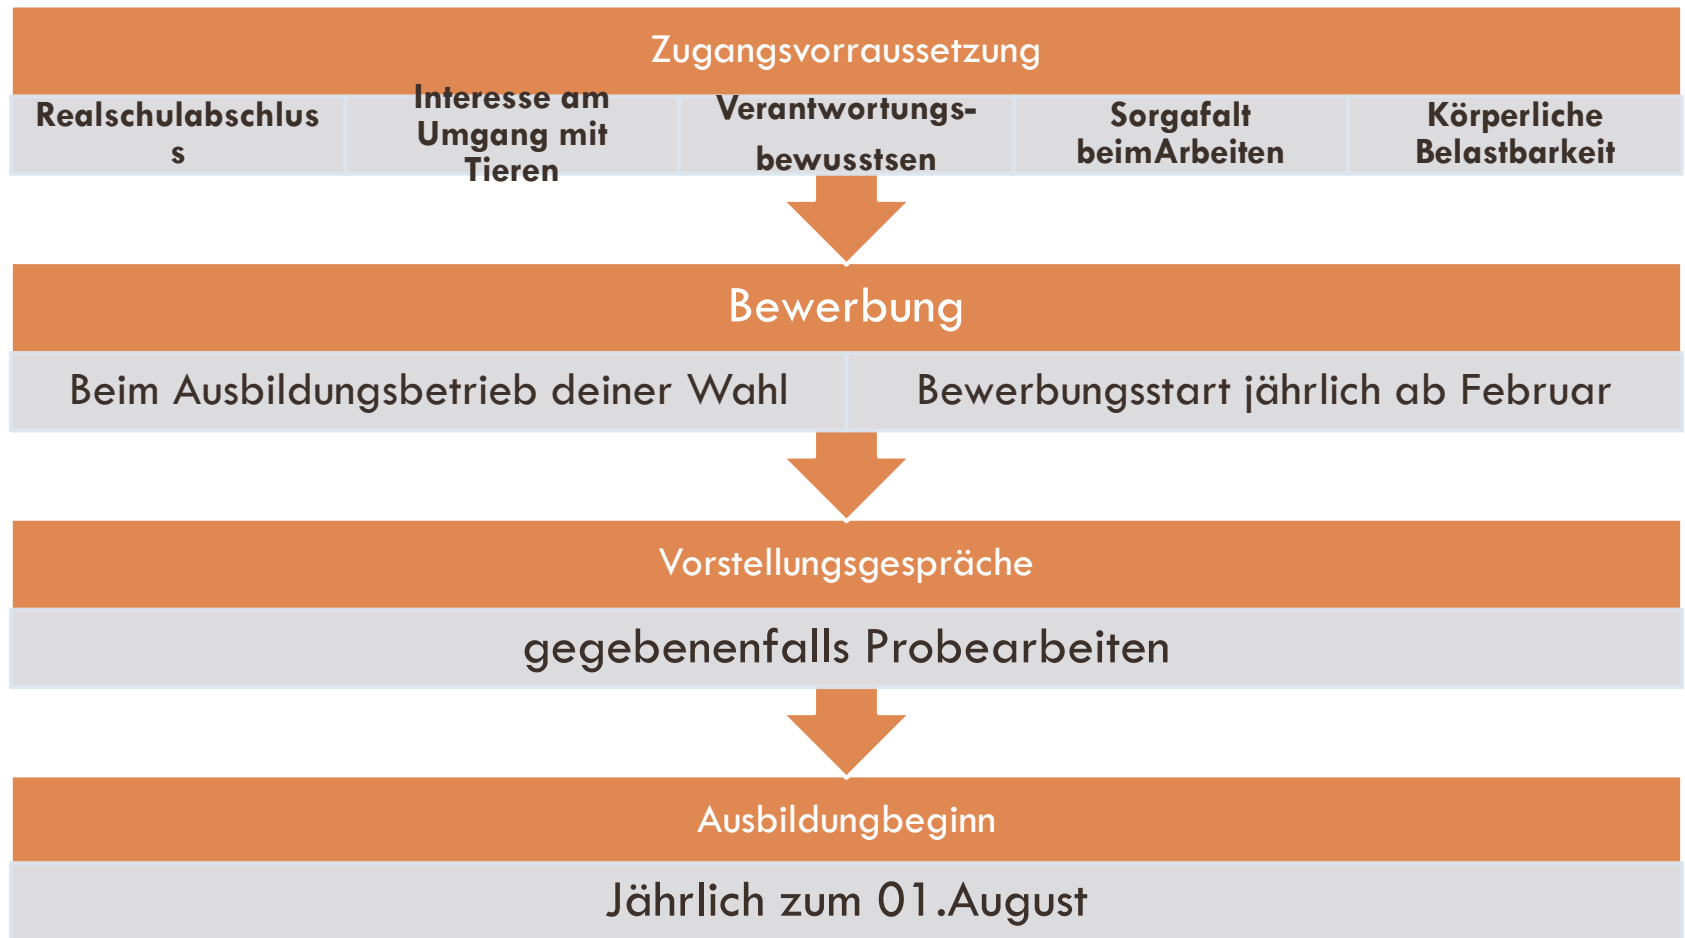 Zugangsvorraussetzung
Realschulabschlus
s
Interesse am
Umgang mit
Tieren
Verantwortungs-
bewusstsen
Sorgafalt
beimArbeiten
Körperliche
Belastbarkeit
Bewerbung
Beim Ausbildungsbetrieb deiner Wahl
Bewerbungsstart jährlich ab Februar
Vorstellungsgespräche
gegebenenfalls Probearbeiten
Ausbildungbeginn
Jährlich zum 01.August